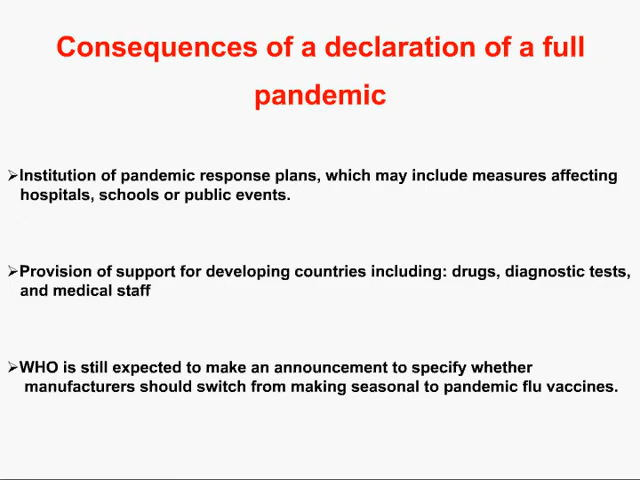 Consequences of a declaration of a full
pandemic
➢Institution of pandemic response plans, which may include measures affecting
hospitals, schools or public events.
➢Provision of support for developing countries including: drugs, diagnostic tests,
and medical staff
➢WHO is still expected to make an announcement to specify whether
manufacturers should switch from making seasonal to pandemic flu vaccines.